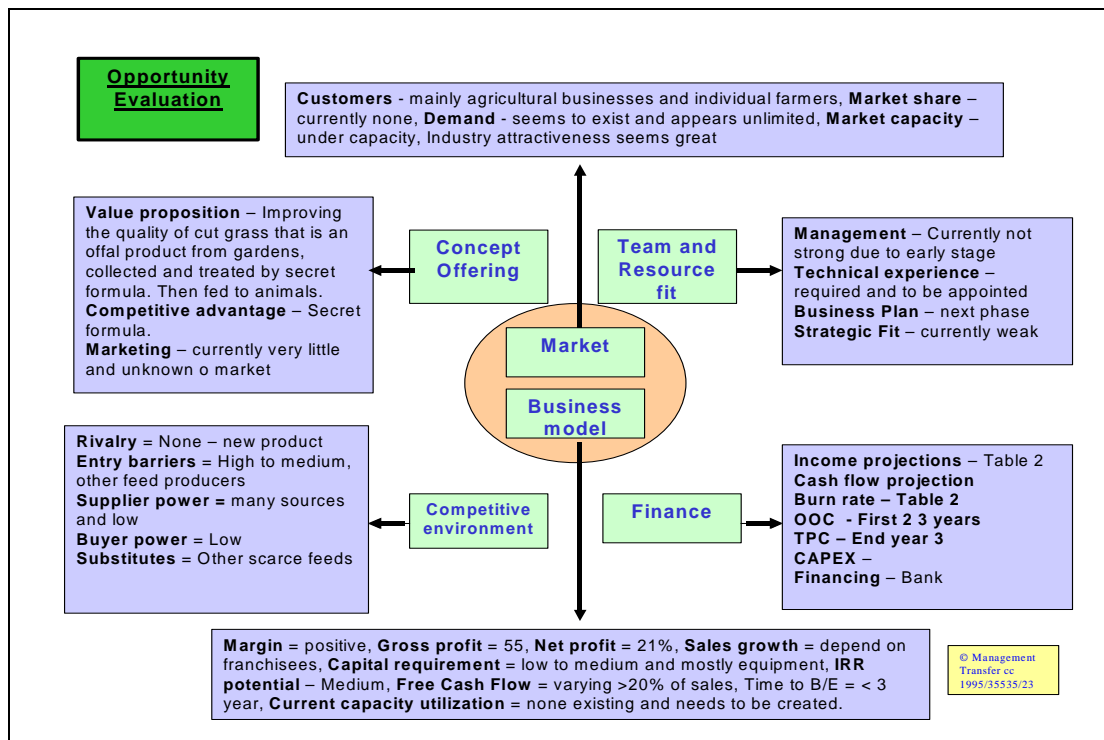 Opportunity
Evaluation
Customers - mainly agricultural businesses and individual farmers, Market share –
currently none, Demand - seems to exist and appears unlimited, Market capacity –
under capacity, Industry attractiveness seems great
Value proposition – Improving
the quality of cut grass that is an
offal product from gardens,
collected and treated by secret
formula. Then fed to animals.
Competitive advantage – Secret
formula.
Marketing – currently very little
and unknown o market
Concept
Offering
Team and
Resource
fit
Management – Currently not
strong due to early stage
Technical experience –
required and to be appointed
Business Plan – next phase
Strategic Fit – currently weak
Market
Business
model
Rivalry = None – new product
Entry barriers = High to medium,
other feed producers
Supplier power = many sources
and low
Buyer power = Low
Substitutes = Other scarce feeds
Competitive
environment
Finance
Income projections – Table 2
Cash flow projection
Burn rate – Table 2
OOC - First 2 3 years
TPC – End year 3
CAPEX –
Financing – Bank
Margin = positive, Gross profit = 55, Net profit = 21%, Sales growth = depend on
franchisees, Capital requirement = low to medium and mostly equipment, IRR
potential – Medium, Free Cash Flow = varying >20% of sales, Time to B/E = < 3
year, Current capacity utilization = none existing and needs to be created.
© Management
Transfer cc
1995/35535/23